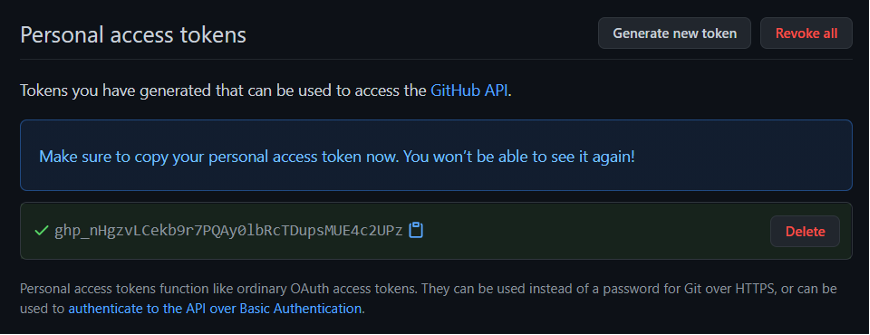 Personal access tokens
Generate new token
Revoke all
Tokens you have generated that can be used to access the GitHub API.
Make sure to copy your personal access token now. You won’t be able to see it again!
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
Delete
Personal access tokens function like ordinary OAuth access tokens. They can be used instead of a password for Git over HTTPS, or can be
used to authenticate to the API over Basic Authentication.